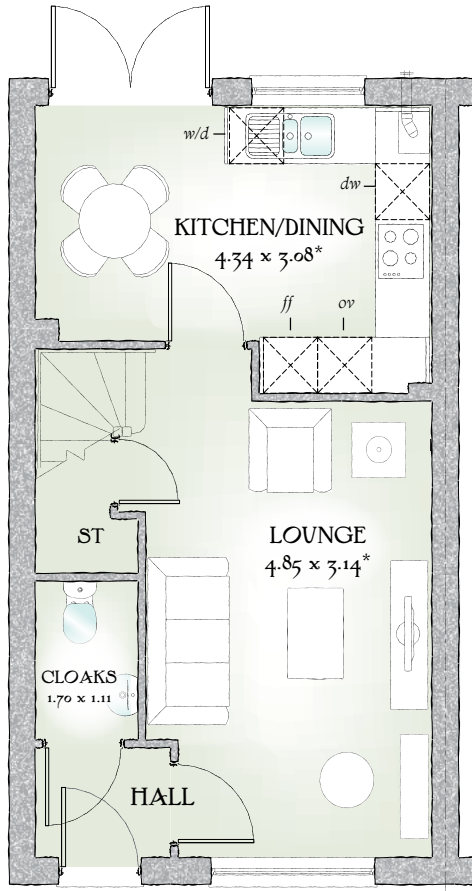 w/d
dw
KITCHEN/DINING
4.34 x 3.08*
ff ov
ST
LOUNGE
4.85 x 3.14*
CLOAKS
1.70 x 1.11
HALL